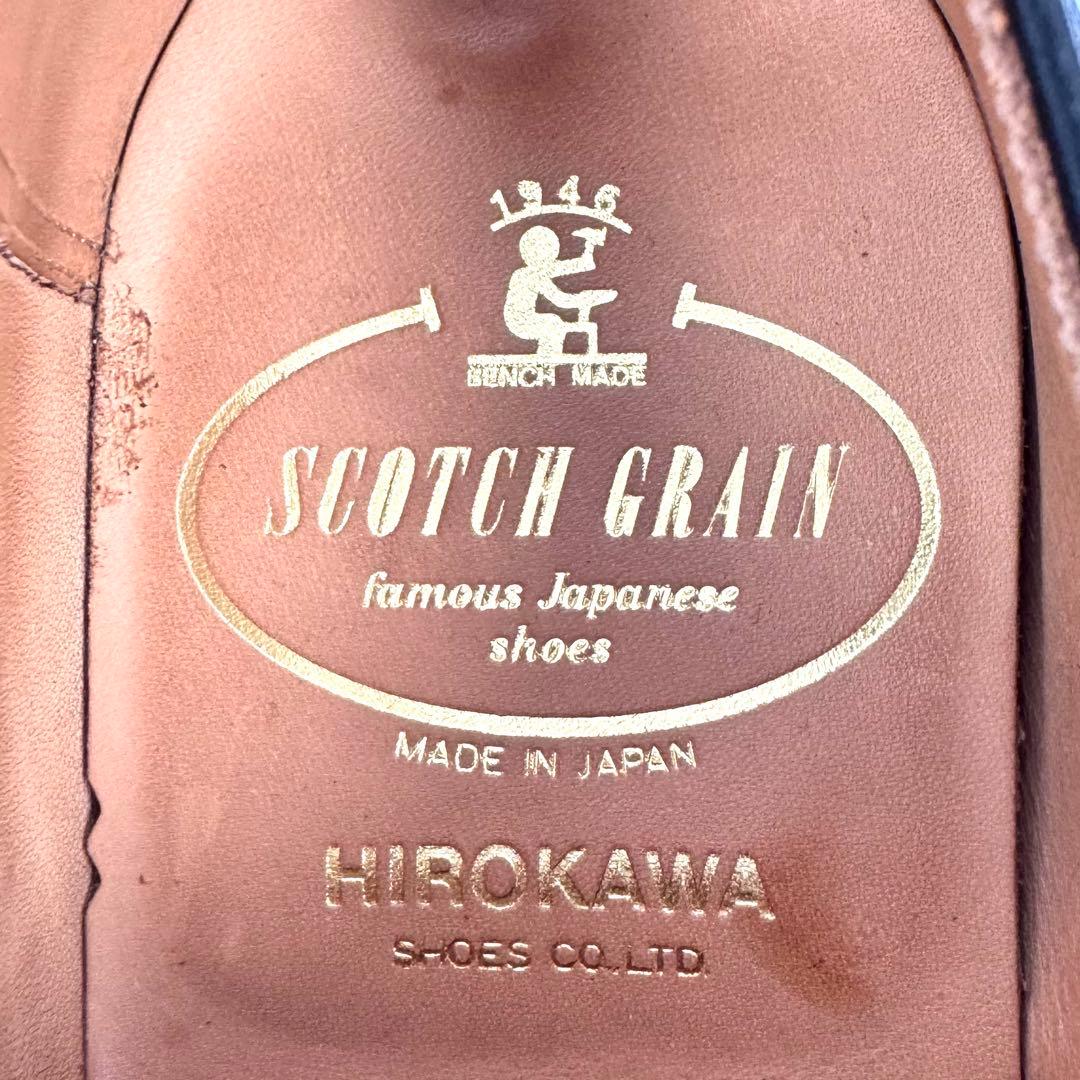 1946
BENCH MADE
SCOTCH GRAIN
famous Japanese
shoes
MADE IN JAPAN
HIROKAWA
SHOES CO.,LTD.